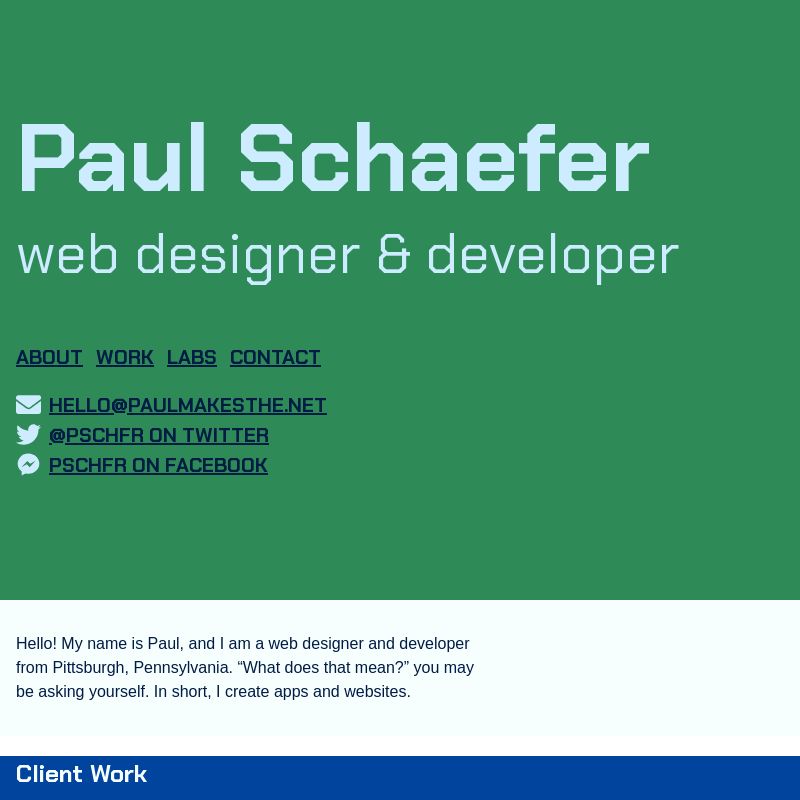 Paul Schaefer
web designer & developer
ABOUT WORK LABS CONTACT
HELLO@PAULMAKESTHE.NET
@PSCHFR ON TWITTER
PSCHFR ON FACEBOOK
Hello! My name is Paul, and I am a web designer and developer
from Pittsburgh, Pennsylvania. “What does that mean?” you may
be asking yourself. In short, I create apps and websites.
Client Work